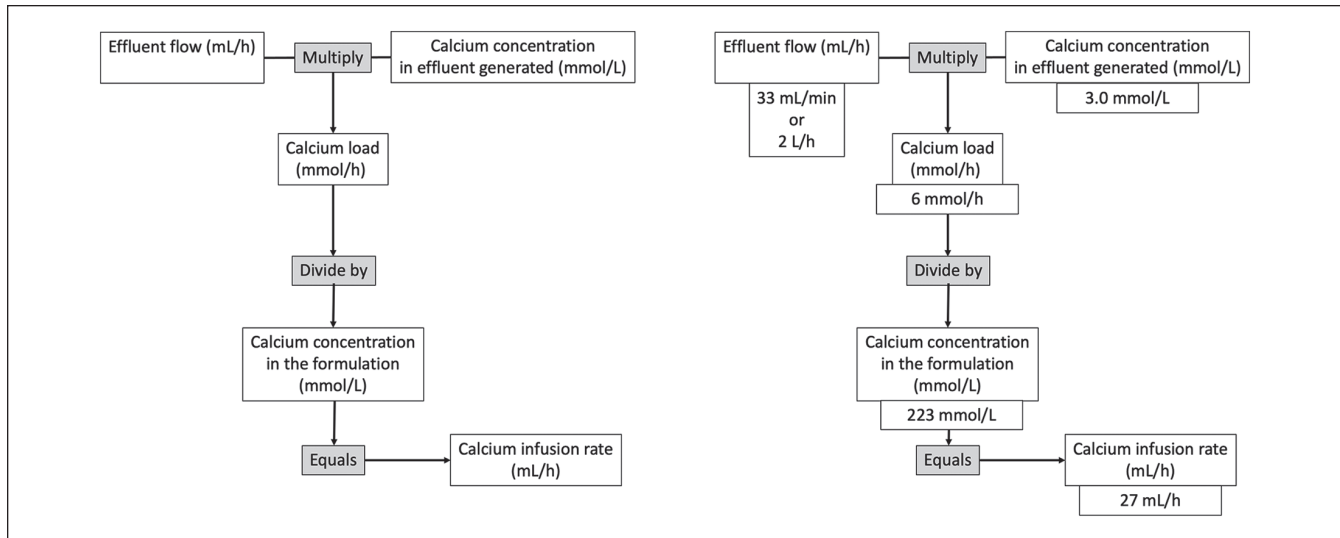 Effluent flow (mL/h)
Multiply
Calcium concentration
in effluent generated (mmol/L)
Calcium load
(mmol/h)
Divide by
Calcium concentration
in the formulation
(mmol/L)
Equals
Calcium infusion rate
(mL/h)
Effluent flow (mL/h)
33 mL/min
or
2 L/h
Multiply
Calcium concentration
in effluent generated (mmol/L)
3.0 mmol/L
Calcium load
(mmol/h)
6 mmol/h
Divide by
Calcium concentration
in the formulation
(mmol/L)
223 mmol/L
Equals
Calcium infusion rate
(mL/h)
27 mL/h